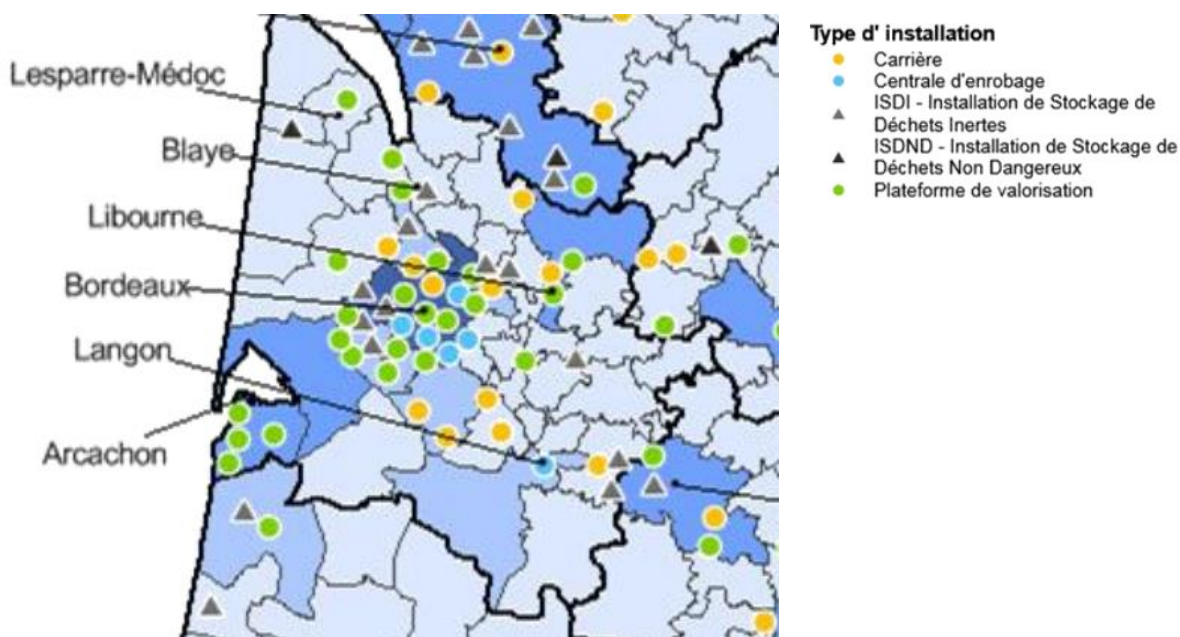 Lesparre-Médoc
Blaye
Libourne
Bordeaux
Langon
Arcachon
Type d' installation
Carrière
Centrale d'enrobage
ISDI - Installation de Stockage de
Déchets Inertes
ISDND - Installation de Stockage de
Déchets Non Dangereux
Plateforme de valorisation